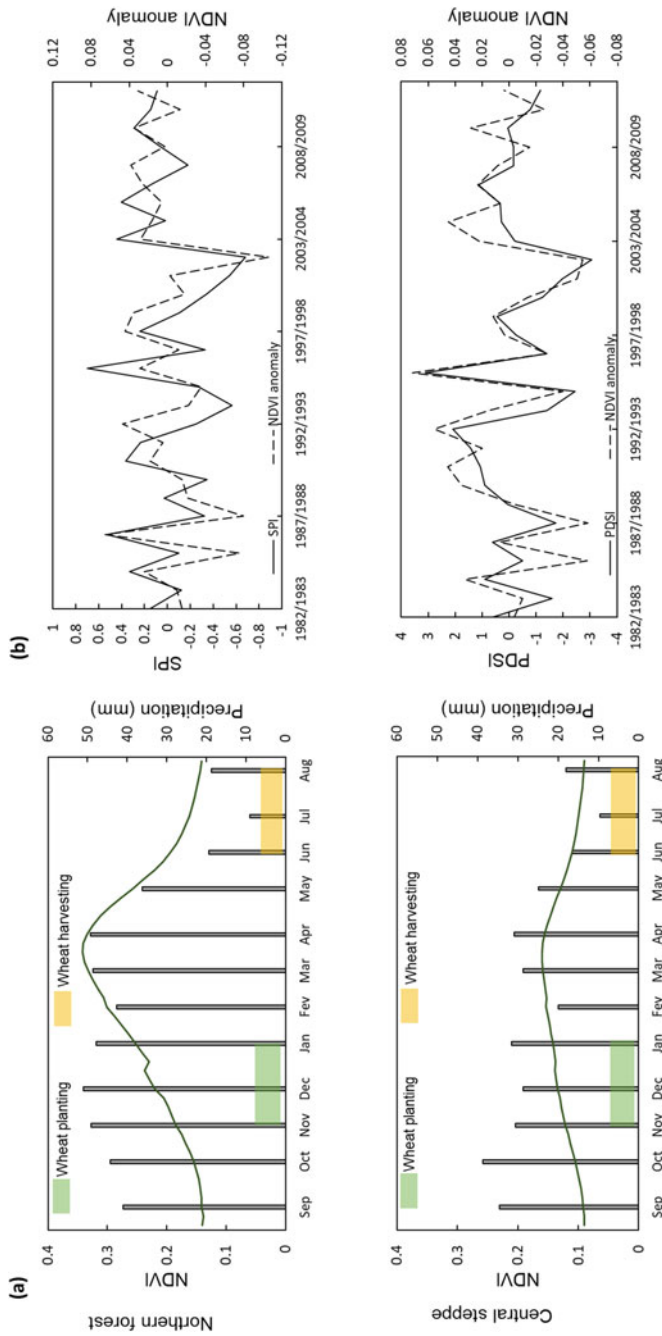 (a)
Northern forest
NDVI
0.4
0.3
0.2
0.1
0
Wheat planting
Wheat harvesting
60
50
40
30
20
10
0
Precipitation (mm)
Sep
Oct
Nov
Dec
Jan
Fev
Mar
Apr
May
Jun
Jul
Aug
Central steppe
NDVI
0.4
0.3
0.2
0.1
0
Wheat planting
Wheat harvesting
60
50
40
30
20
10
0
Precipitation (mm)
Sep
Oct
Nov
Dec
Jan
Fev
Mar
Apr
May
Jun
Jul
Aug
(b)
SPI
1
0.8
0.6
0.4
0.2
0
-0.2
-0.4
-0.6
-0.8
-1
SPI
NDVI anomaly
0.12
0.08
0.04
0
-0.04
-0.08
-0.12
NDVI anomaly
1982/1983
1987/1988
1992/1993
1997/1998
2003/2004
2008/2009
PDSI
4
3
2
1
0
-1
-2
-3
-4
PDSI
NDVI anomaly
0.08
0.06
0.04
0.02
0
-0.02
-0.04
-0.06
-0.08
NDVI anomaly
1982/1983
1987/1988
1992/1993
1997/1998
2003/2004
2008/2009